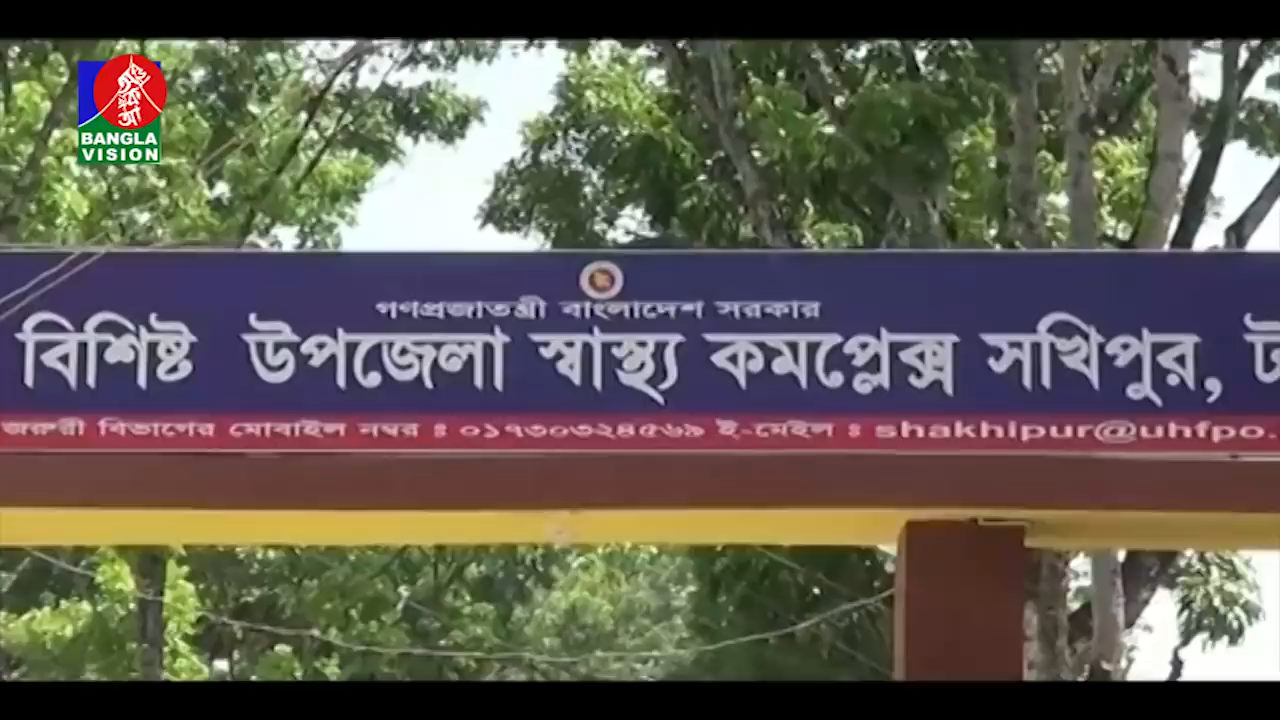 BANGLA
VISION
গণপ্রজাতন্ত্রী বাংলাদেশ সরকার
বিশিষ্ট উপজেলা স্বাস্থ্য কমপ্লেক্স সখিপুর, ট
জরুরী বিভাগের মোবাইল নম্বর ঃ ০১৭৩০৩২৪৫৬৯ ই-মেইল ঃ shakhipur@uhfpo.